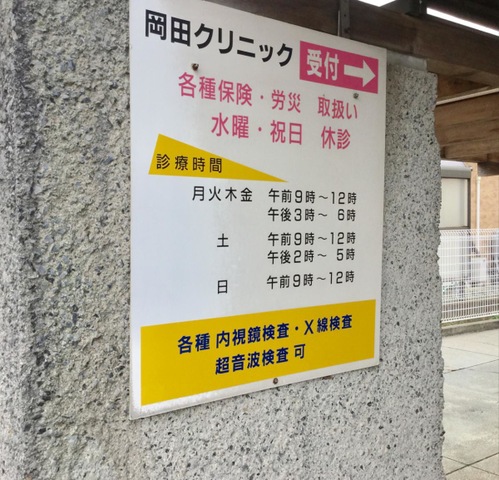 岡田クリニック 受付→
各種保険・労災 取扱い
水曜・祝日 休診
診療時間
月火木金 午前9時～12時
午後3時～ 6時
土 午前9時～12時
午後2時～ 5時
日 午前9時～12時
各種 内視鏡検査・X線検査
超音波検査 可